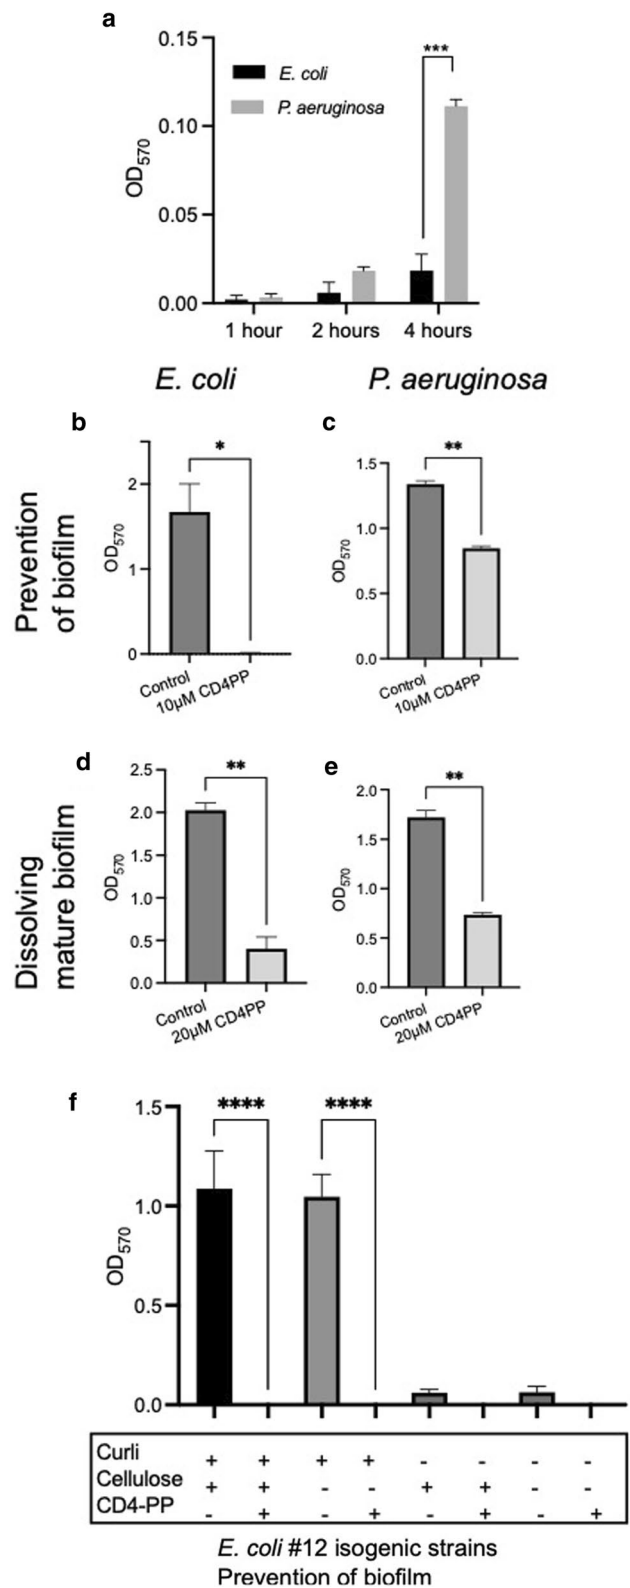 a
0.15
***
E. coli
P. aeruginosa
0.10
OD570
0.05
0.00
1 hour 2 hours 4 hours
E. coli P. aeruginosa
b
*
2
OD570
1
0
Control
10µM CD4PP
c
**
1.5
1.0
OD570
0.5
0.0
Control
10µM CD4PP
Prevention
of biofilm
d
**
2.5
2.0
1.5
OD570
1.0
0.5
0.0
Control
20µM CD4PP
e
**
2.0
1.5
1.0
OD570
0.5
0.0
Control
20µM CD4PP
Dissolving
mature biofilm
f
**** ****
1.5
1.0
OD570
0.5
0.0
Curli + + + + - - - -
Cellulose + + - - + + - -
CD4-PP - + - + - + - +
E. coli #12 isogenic strains
Prevention of biofilm